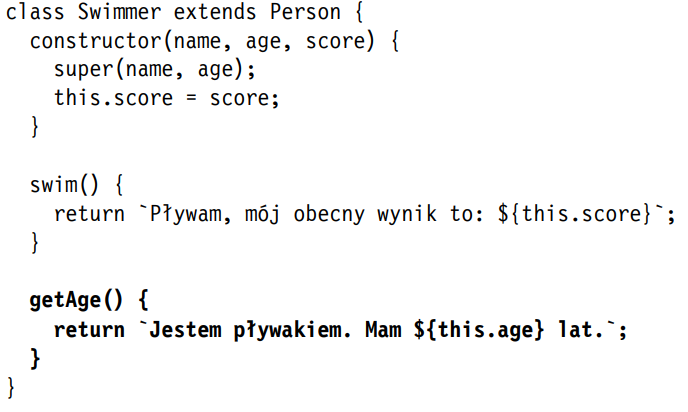 class Swimmer extends Person {
  constructor(name, age, score) {
    super(name, age);
    this.score = score;
  }

  swim() {
    return `Pływam, mój obecny wynik to: ${this.score}`;
  }

  getAge() {
    return `Jestem pływakiem. Mam ${this.age} lat.`;
  }
}